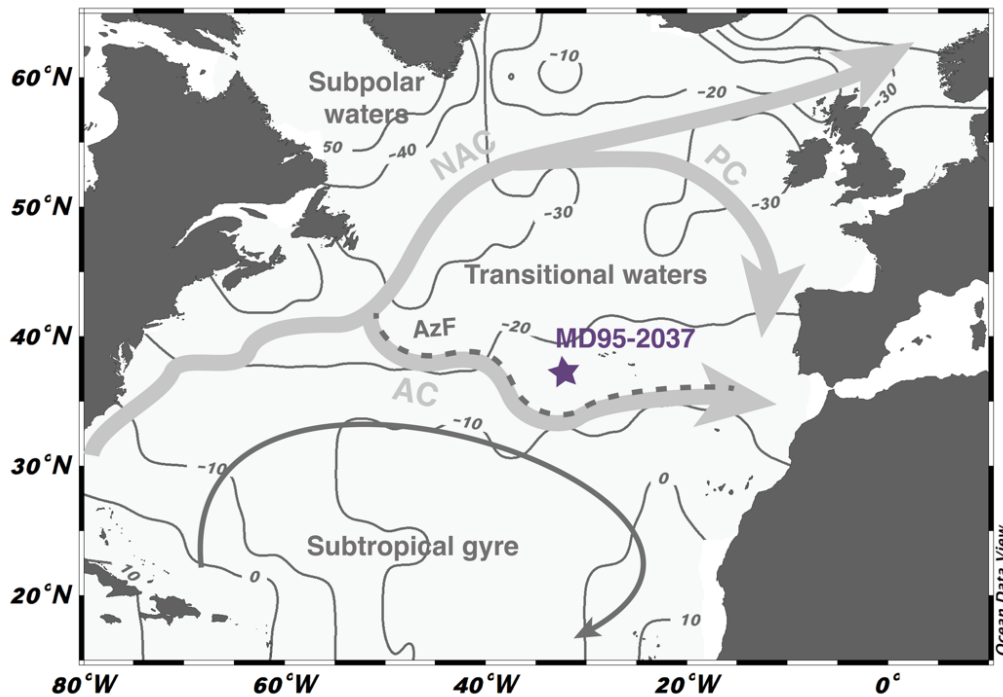 60°N
50°N
40°N
30°N
20°N
80°W
60°W
40°W
20°W
0°
Subpolar
waters
-10
-20
-30
50
-40
NAC
PC
-30
-30
Transitional waters
AzF
-20
MD95-2037
AC
-10
-10
0
Subtropical gyre
10
0
10
Ocean Data View